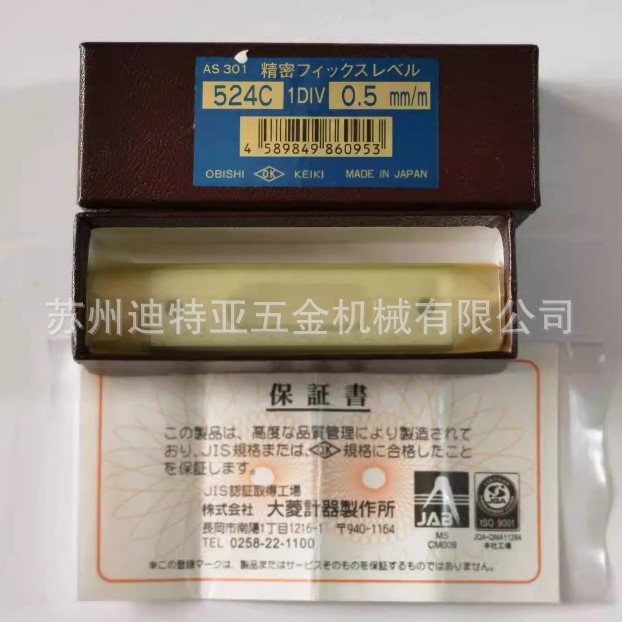 AS 301 精密フィックスレベル
524C 1DIV 0.5 mm/m
4 589849 860953
OBISHI OK KEIKI MADE IN JAPAN
苏州迪特亚五金机械有限公司
保証書
この製品は、高度な品質管理により製造されて
おり、JIS規格または、OK規格に合格したこと
を保証します。
JIS認証取得工場
株式会社 大菱計器製作所
長岡市南陽1丁目1216-1 〒940-1164
TEL 0258-22-1100
JAB
MS
CM009
JQA
ISO 9001
JQA-QMA11294
本社工場
※この登録マークは、製品またはサービスそのものを保証するものではありません。